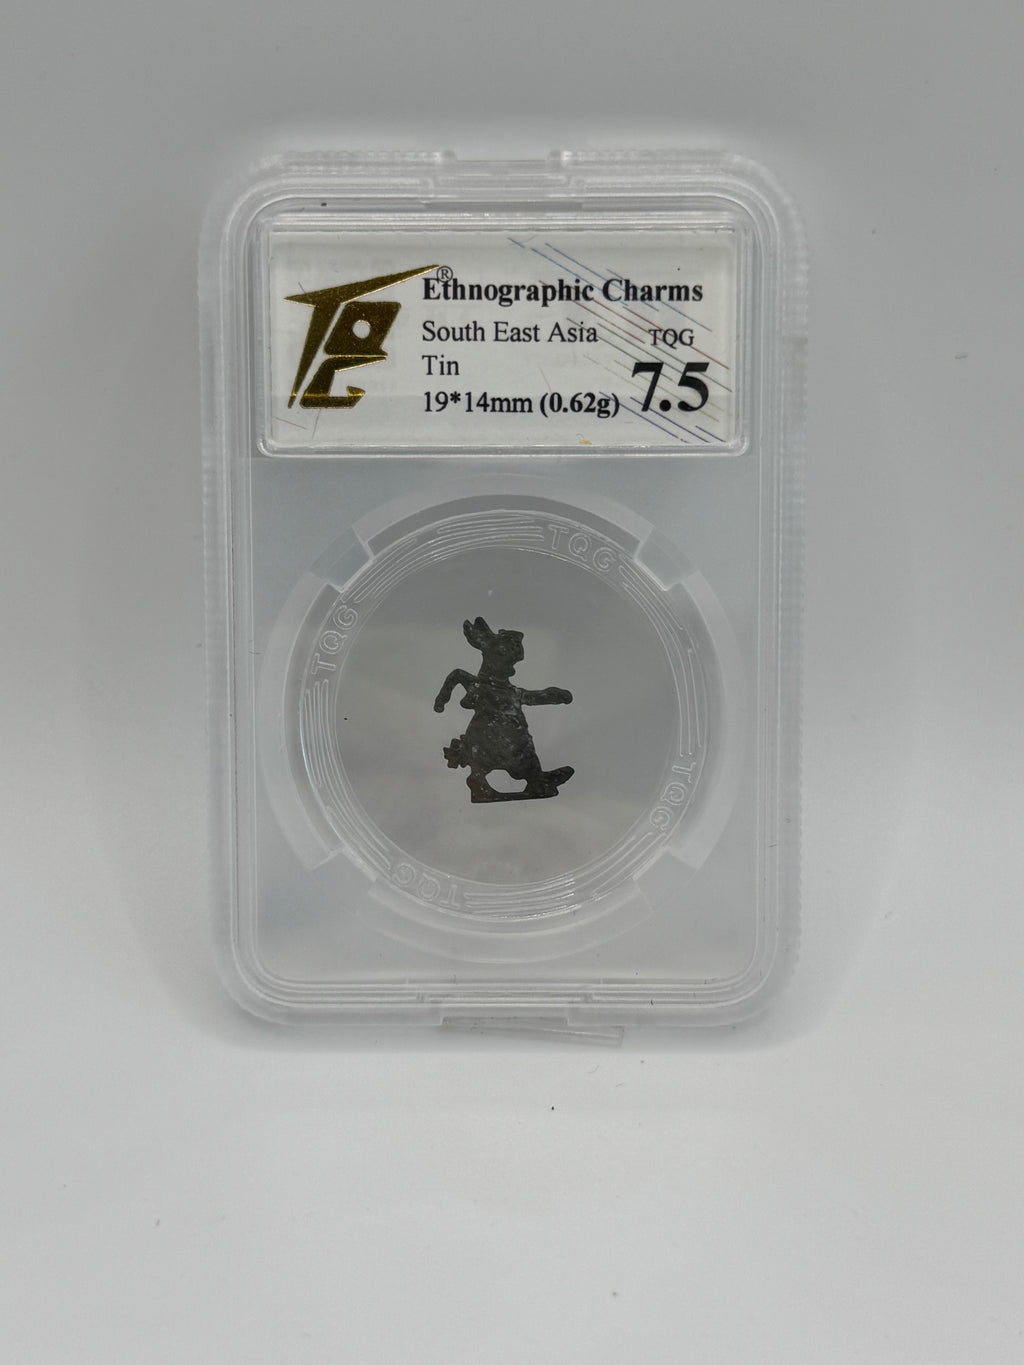 ®
Ethnographic Charms
South East Asia
TQG
Tin
7.5
19*14mm (0.62g)
TQG
TQG
TQG
TQG